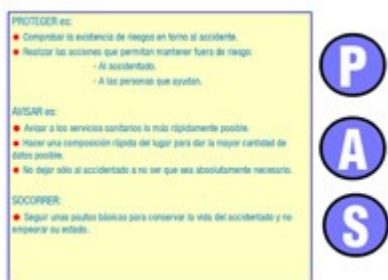 PROTEGER es:
Comprobar la existencia de riesgos en torno al accidente.
Realizar las acciones que permitan mantener fuera de riesgo:
- Al accidentado.
- A las personas que ayudan.
AVISAR es:
Avisar a los servicios sanitarios lo más rápidamente posible.
Hacer una composición rápida del lugar para dar la mayor cantidad de
datos posible.
No dejar sólo al accidentado a no ser que sea absolutamente necesario.
SOCORRER:
Seguir unas pautas básicas para conservar la vida del accidentado y no
empeorar su estado.
P
A
S